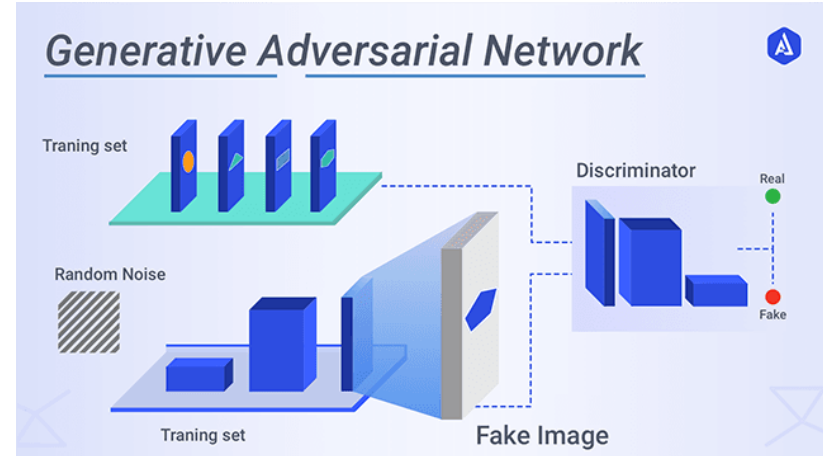 Generative Adversarial Network
Traning set
Discriminator
Real
Random Noise
Fake
Traning set
Fake Image